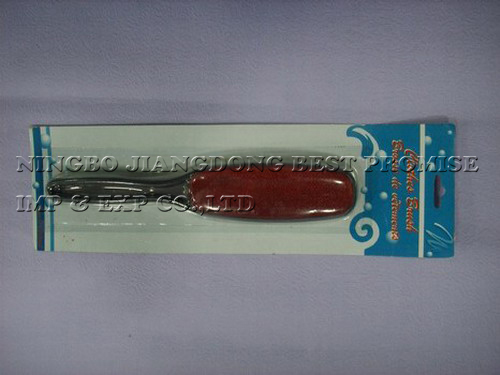 NINGBO JIANGDONG BEST PROMISE
IMP & EXP CO.,LTD
Clothes Brush
Brosse de vêtements